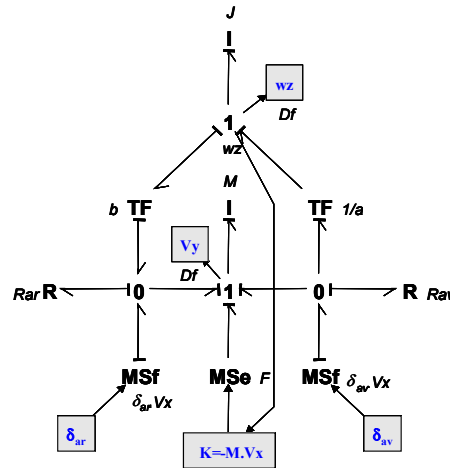 J
I
wz
1
Df
wz
M
b TF
I
TF 1/a
Vy
Df
Rar R
0
1
0
R Rav
MSf
MSe F
MSf δav Vx
δar Vx
δar
K=-M.Vx
δav